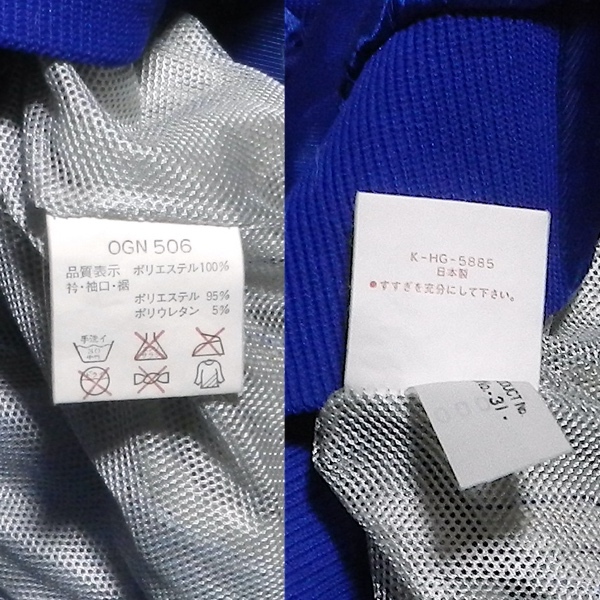 OGN 506
品質表示 ポリエステル100%
衿・袖口・裾
ポリエステル 95%
ポリウレタン 5%
手洗イ
K-HG-5885
日本製
●すすぎを充分にして下さい。
DUCT No.